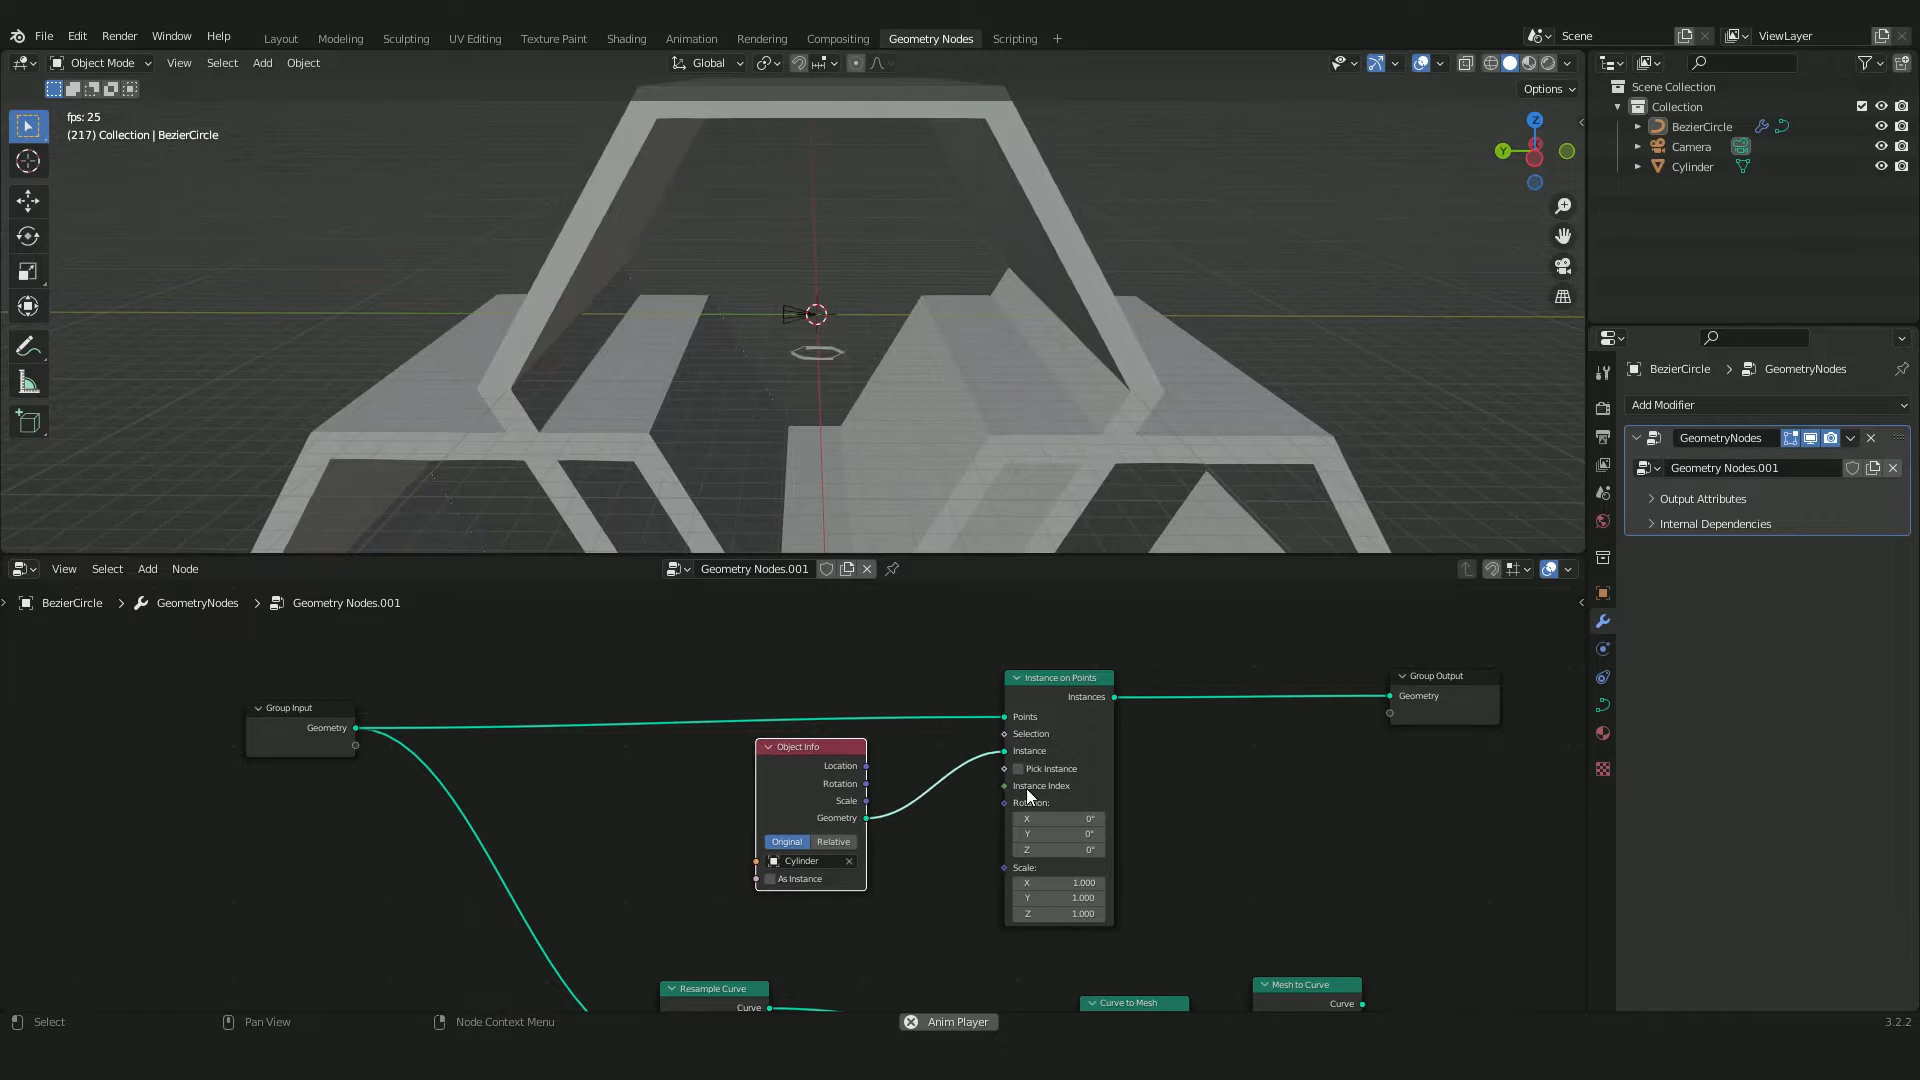 File Edit Render Window Help
Layout Modeling Sculpting UV Editing Texture Paint Shading Animation Rendering Compositing Geometry Nodes Scripting +
Scene
ViewLayer
Object Mode View Select Add Object
Global
Options
fps: 25
(217) Collection | BezierCircle
Z
Y
Scene Collection
Collection
BezierCircle
Camera
Cylinder
BezierCircle > GeometryNodes
Add Modifier
GeometryNodes
Geometry Nodes.001
Output Attributes
Internal Dependencies
View Select Add Node
Geometry Nodes.001
BezierCircle > GeometryNodes > Geometry Nodes.001
Group Input
Geometry
Object Info
Location
Rotation
Scale
Geometry
Original Relative
Cylinder
As Instance
Instance on Points
Instances
Points
Selection
Instance
Pick Instance
Instance Index
Rotation:
X 0°
Y 0°
Z 0°
Scale:
X 1.000
Y 1.000
Z 1.000
Group Output
Geometry
Resample Curve
Curve
Curve to Mesh
Mesh to Curve
Curve
Select
Pan View
Node Context Menu
Anim Player
3.2.2